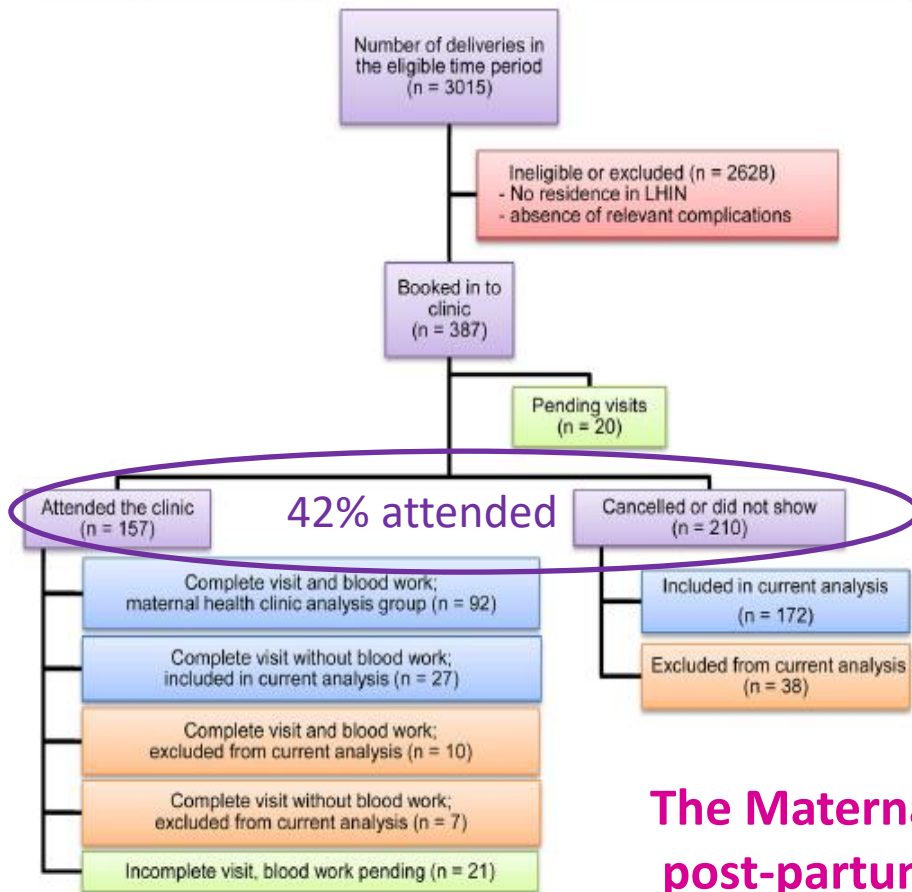 Number of deliveries in
the eligible time period
(n = 3015)
Ineligible or excluded (n = 2628)
- No residence in LHIN
- absence of relevant complications
Booked in to
clinic
(n = 387)
Pending visits
(n = 20)
Attended the clinic
(n = 157)
42% attended
Cancelled or did not show
(n = 210)
Complete visit and blood work;
maternal health clinic analysis group (n = 92)
Complete visit without blood work;
included in current analysis (n = 27)
Complete visit and blood work;
excluded from current analysis (n = 10)
Complete visit without blood work;
excluded from current analysis (n = 7)
Incomplete visit, blood work pending (n = 21)
Included in current analysis
(n = 172)
Excluded from current analysis
(n = 38)
The Materna
post-partur